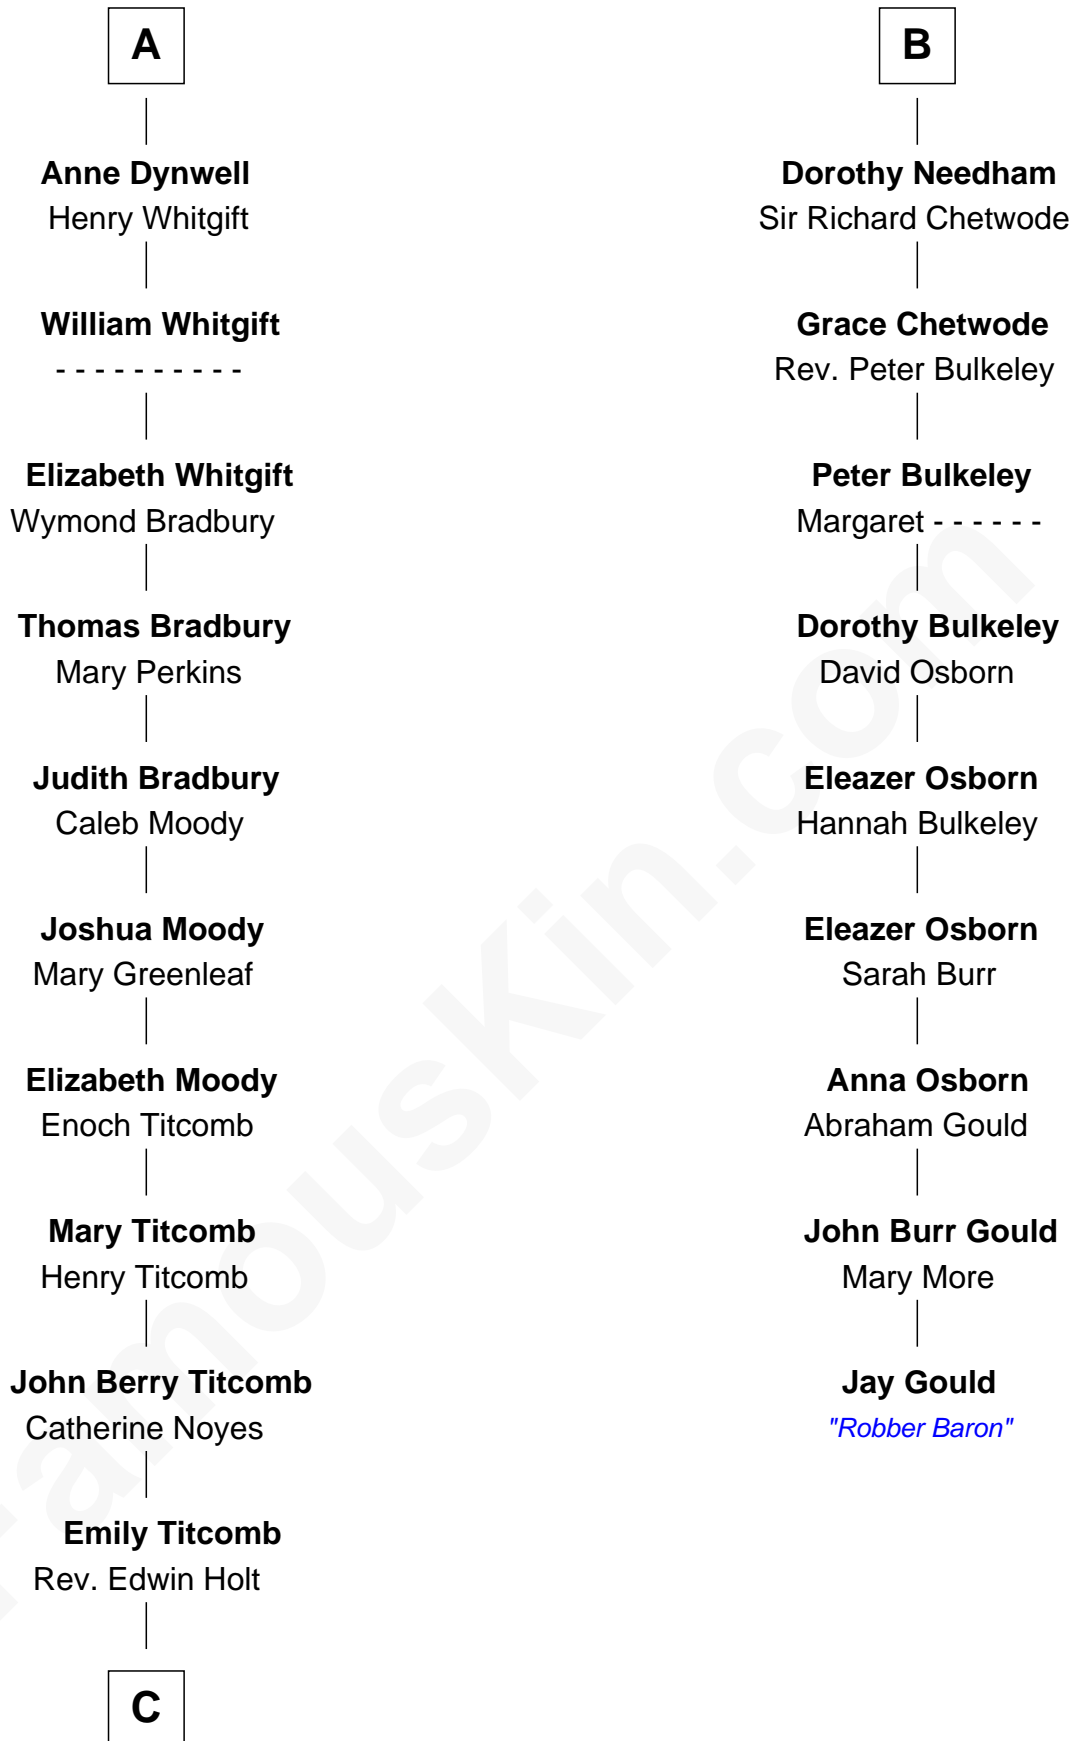 A
Anne Dynwell
Henry Whitgift
William Whitgift
- - - - - - - - - -
Elizabeth Whitgift
Wymond Bradbury
Thomas Bradbury
Mary Perkins
Judith Bradbury
Caleb Moody
Joshua Moody
Mary Greenleaf
Elizabeth Moody
Enoch Titcomb
Mary Titcomb
Henry Titcomb
John Berry Titcomb
Catherine Noyes
Emily Titcomb
Rev. Edwin Holt
C
B
Dorothy Needham
Sir Richard Chetwode
Grace Chetwode
Rev. Peter Bulkeley
Peter Bulkeley
Margaret - - - - - -
Dorothy Bulkeley
David Osborn
Eleazer Osborn
Hannah Bulkeley
Eleazer Osborn
Sarah Burr
Anna Osborn
Abraham Gould
John Burr Gould
Mary More
Jay Gould
"Robber Baron"
FamousKin.com